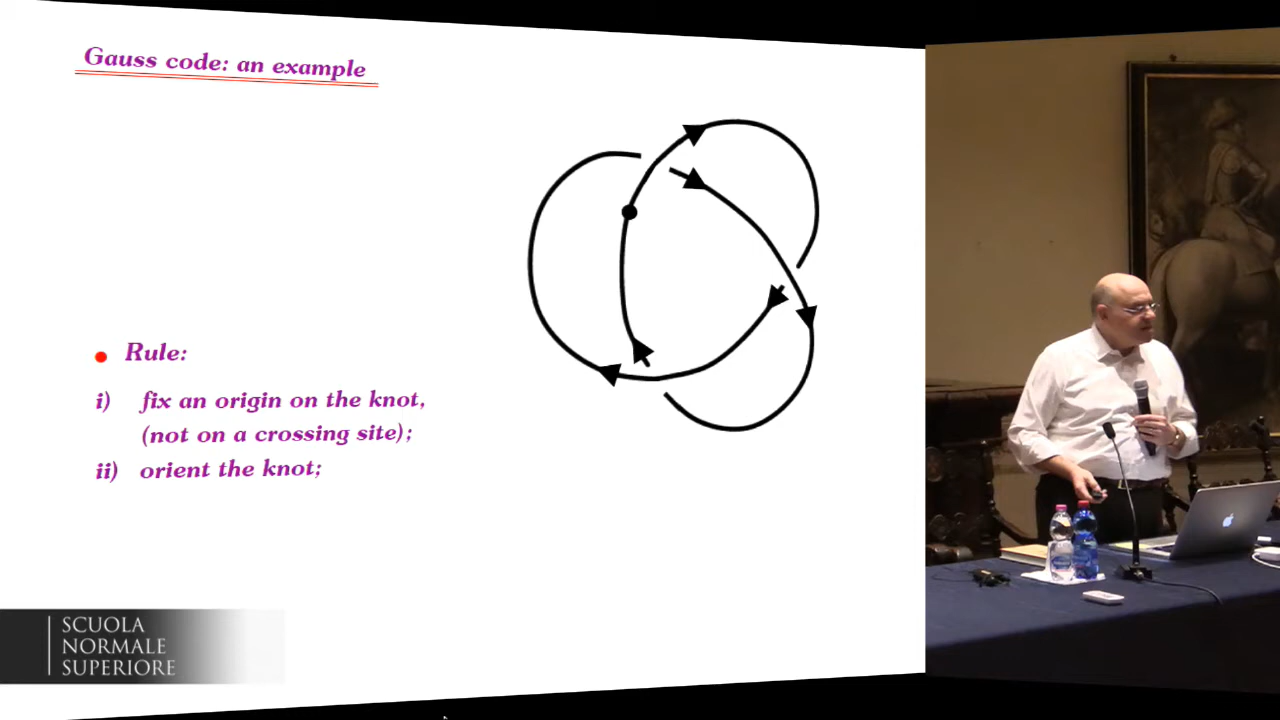 Gauss code: an example
Rule:
i) fix an origin on the knot,
(not on a crossing site);
ii) orient the knot;
SCUOLA
NORMALE
SUPERIORE